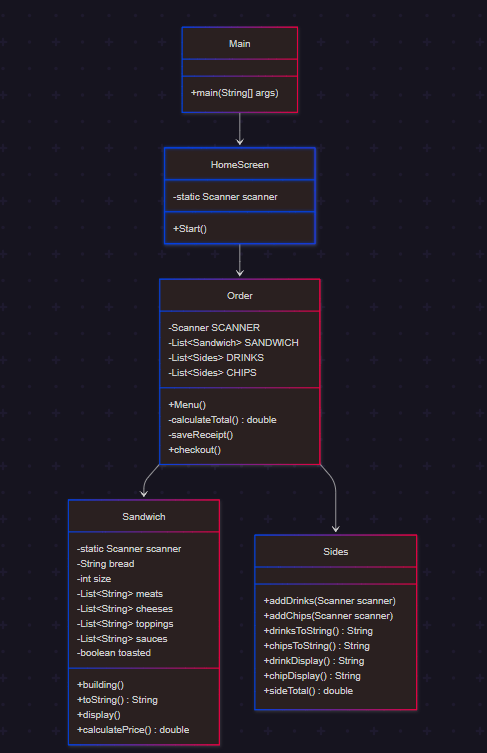 Main
+main(String[] args)
HomeScreen
-static Scanner scanner
+Start()
Order
-Scanner SCANNER
-List<Sandwich> SANDWICH
-List<Sides> DRINKS
-List<Sides> CHIPS
+Menu()
-calculateTotal() : double
-saveReceipt()
+checkout()
Sandwich
-static Scanner scanner
-String bread
-int size
-List<String> meats
-List<String> cheeses
-List<String> toppings
-List<String> sauces
-boolean toasted
+building()
+toString() : String
+display()
+calculatePrice() : double
Sides
+addDrinks(Scanner scanner)
+addChips(Scanner scanner)
+drinksToString() : String
+chipsToString() : String
+drinkDisplay() : String
+chipDisplay() : String
+sideTotal() : double